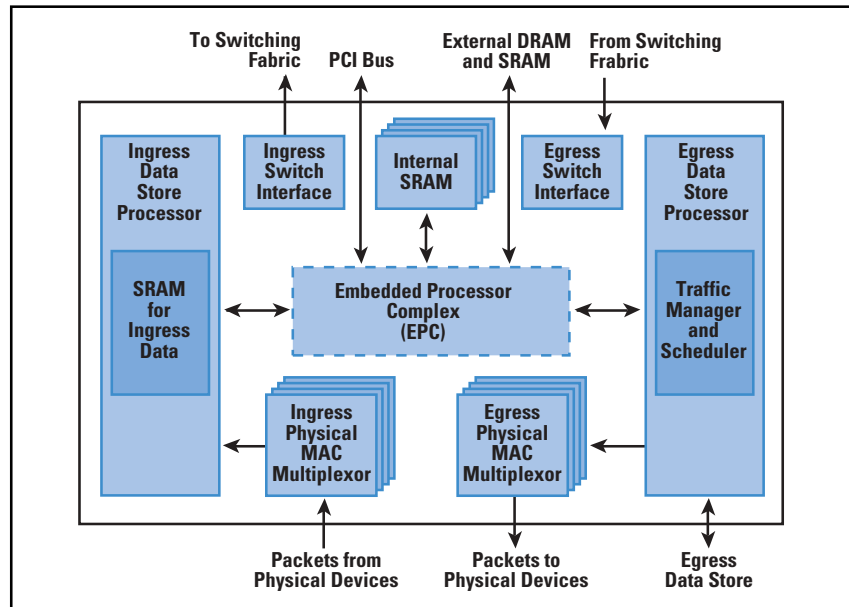 To Switching
Fabric
PCI Bus
External DRAM
and SRAM
From Switching
Frabric
Ingress
Data
Store
Processor
Ingress
Switch
Interface
Internal
SRAM
Egress
Switch
Interface
Egress
Data
Store
Processor
SRAM
for
Ingress
Data
Embedded Processor
Complex
(EPC)
Traffic
Manager
and
Scheduler
Ingress
Physical
MAC
Multiplexor
Egress
Physical
MAC
Multiplexor
Packets from
Physical Devices
Packets to
Physical Devices
Egress
Data Store